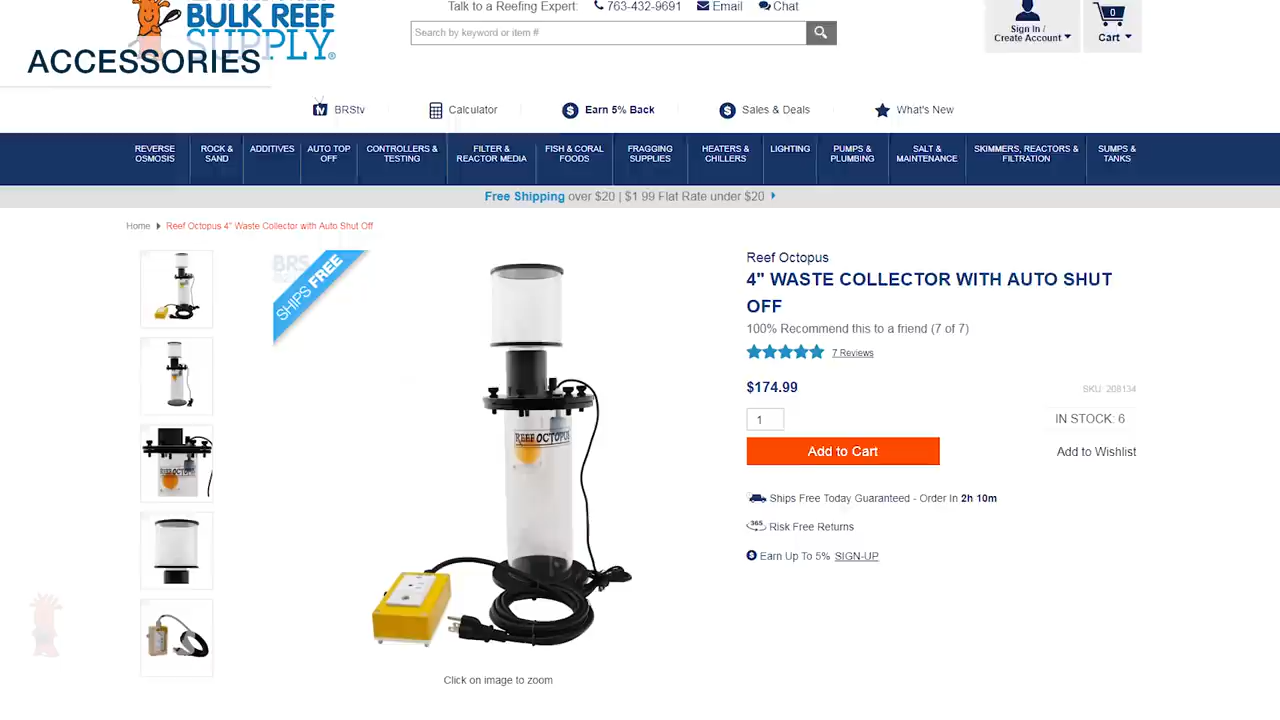 Talk to a Reefing Expert: 763-432-9691 Email Chat
BULK REEF
SUPPLY®
ACCESSORIES
Search by keyword or item #
Sign In /
Create Account
0
Cart
BRStv
Calculator
Earn 5% Back
Sales & Deals
What's New
REVERSE
OSMOSIS
ROCK &
SAND
ADDITIVES
AUTO TOP
OFF
CONTROLLERS &
TESTING
FILTER &
REACTOR MEDIA
FISH & CORAL
FOODS
FRAGGING
SUPPLIES
HEATERS &
CHILLERS
LIGHTING
PUMPS &
PLUMBING
SALT &
MAINTENANCE
SKIMMERS, REACTORS &
FILTRATION
SUMPS &
TANKS
Free Shipping over $20 | $1.99 Flat Rate under $20
Home Reef Octopus 4" Waste Collector with Auto Shut Off
BRS
SHIPS FREE
REEF OCTOPUS
Click on image to zoom
Reef Octopus
4" WASTE COLLECTOR WITH AUTO SHUT
OFF
100% Recommend this to a friend (7 of 7)
7 Reviews
$174.99
SKU: 208134
1
IN STOCK: 6
Add to Cart
Add to Wishlist
Ships Free Today Guaranteed - Order In 2h 10m
365 Risk Free Returns
Earn Up To 5% SIGN-UP